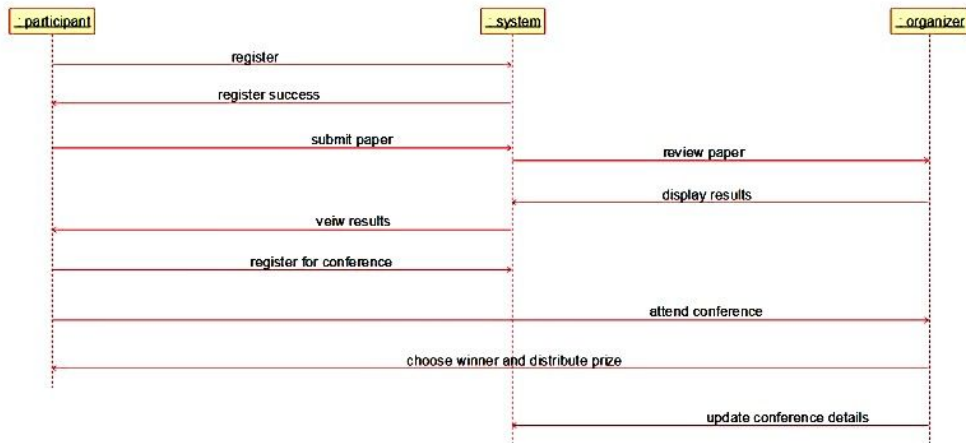 : participant
: system
: organizer
register
register success
submit paper
review paper
display results
veiw results
register for conference
attend conference
choose winner and distribute prize
update conference details